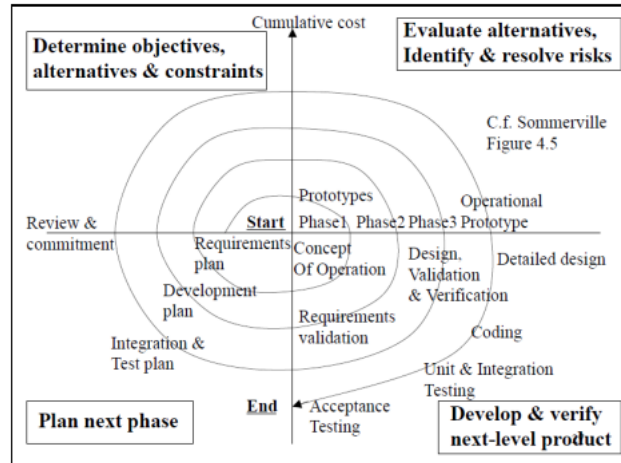 Cumulative cost
Determine objectives,
alternatives & constraints
Evaluate alternatives,
Identify & resolve risks
C.f. Sommerville
Figure 4.5
Prototypes
Operational
Start
Phase1
Phase2
Phase3
Prototype
Review &
commitment
Requirements
plan
Concept
Of Operation
Design,
Validation
& Verification
Detailed design
Development
plan
Requirements
validation
Integration &
Test plan
Coding
Unit & Integration
Testing
End
Acceptance
Testing
Plan next phase
Develop & verify
next-level product